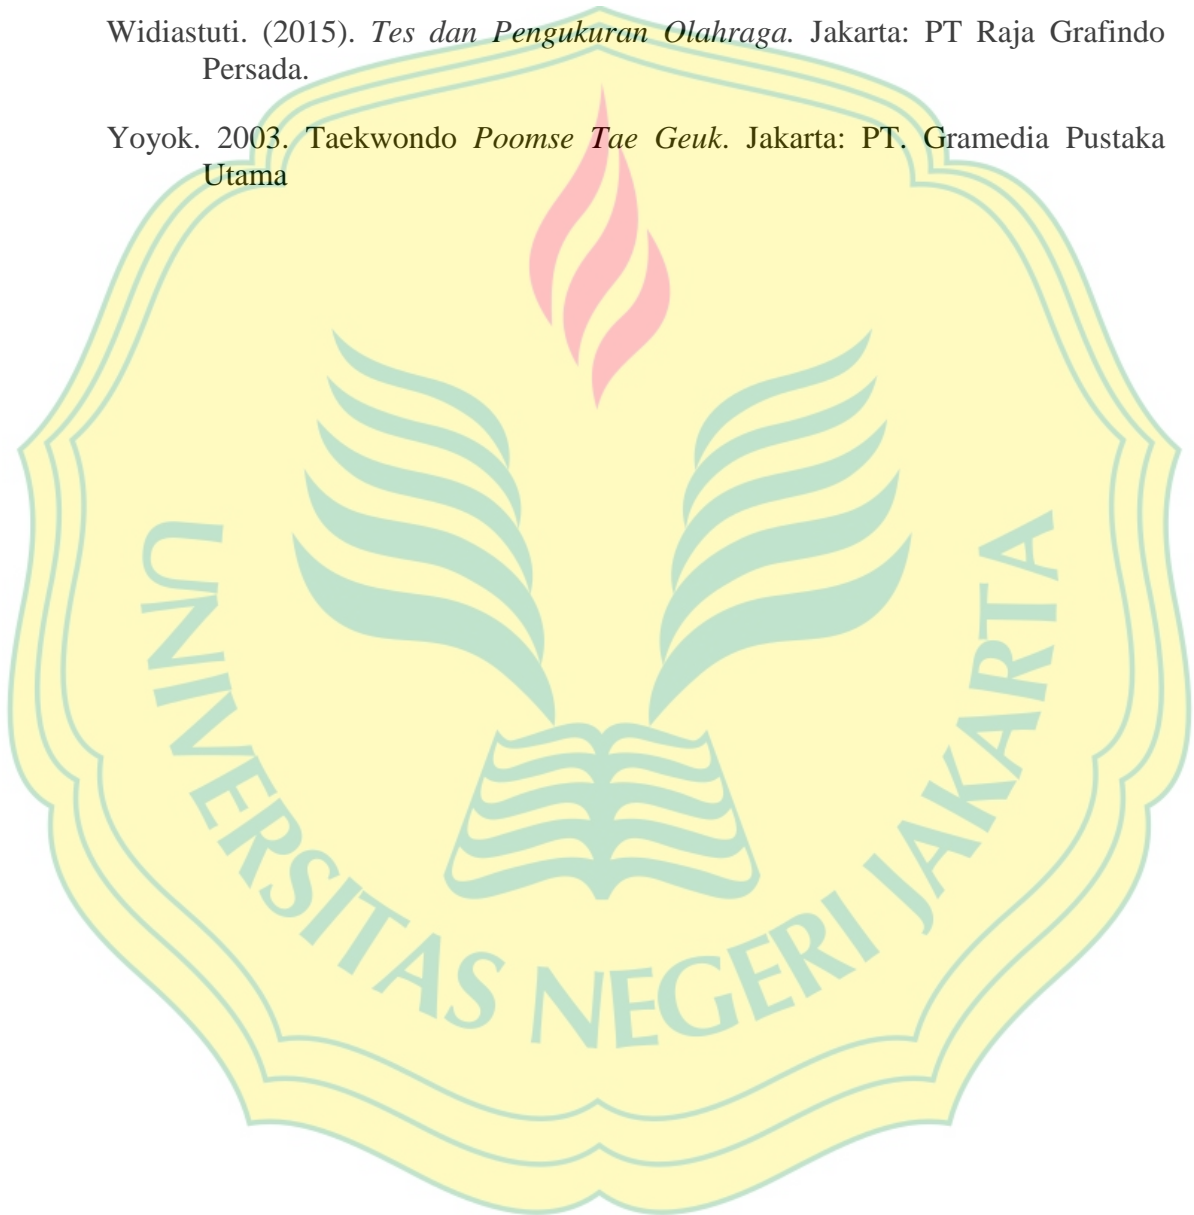 Widiastuti. (2015). Tes dan Pengukuran Olahraga. Jakarta: PT Raja Grafindo
Persada.
Yoyok. 2003. Taekwondo Poomse Tae Geuk. Jakarta: PT. Gramedia Pustaka
Utama
UNIVERSITAS NEGERI JAKARTA